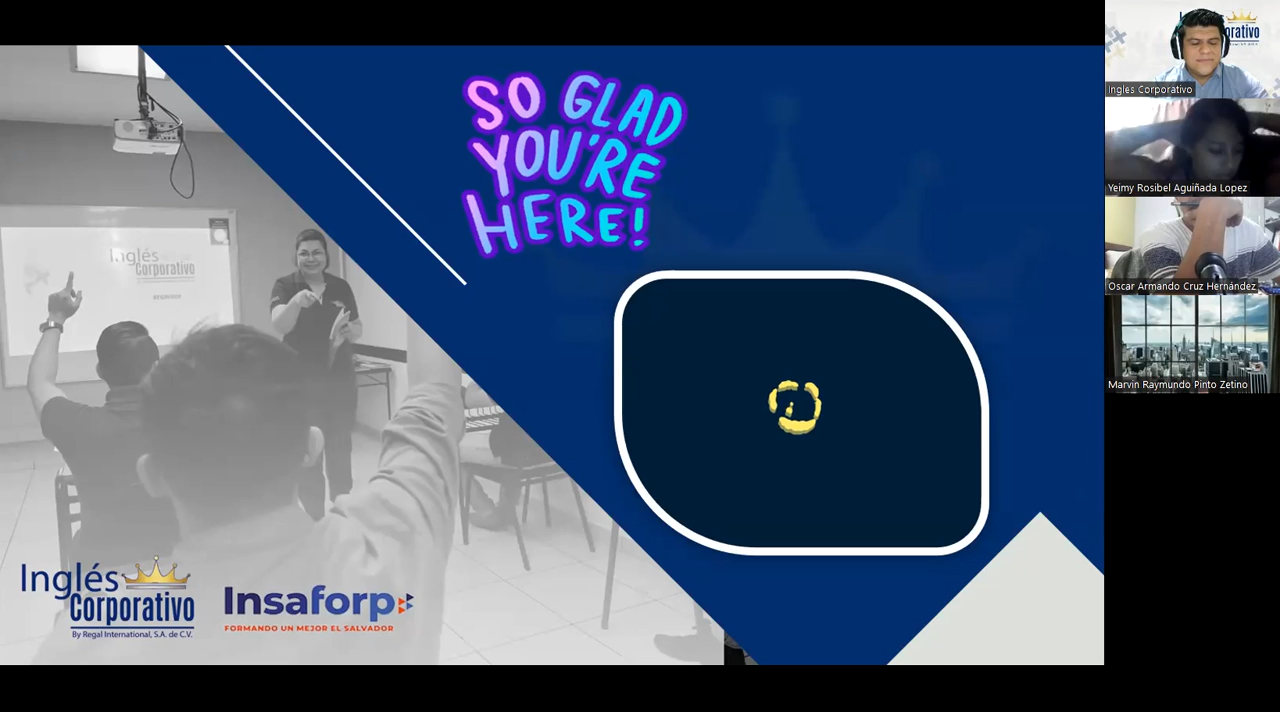 SO GLAD
YOU'RE
HERE!
Inglés
Corporativo
Inglés
Corporativo
By Regal International, S.A. de C.V.
Insaforp
FORMANDO UN MEJOR EL SALVADOR
Ingles Corporativo
Yeimy Rosibel Aguiñada Lopez
Oscar Armando Cruz Hernández
Marvin Raymundo Pinto Zetino